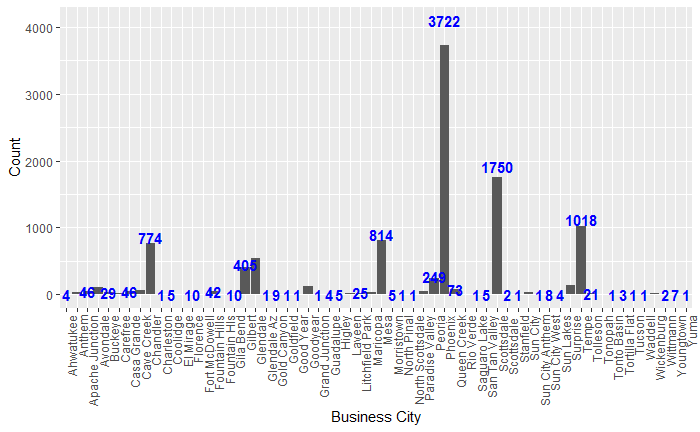 4000
3000
2000
1000
0
Count
4 46 29 46 774 1 5 10 42 10 405 1 9 1 1 1 4 5 25 814 5 1 1 249 3722 73 1 5 1750 2 1 1 8 4 1018 21 1 3 1 1 2 7 1
Ahwatukee
Anthem
Apache Junction
Avondale
Buckeye
Carefree
Casa Grande
Cave Creek
Chander
Charleston
Coolidge
El Mirage
Florence
Fort McDowell
Fountain Hills
Fountain Hlls
Gila Bend
Gilbert
Glendale
Glendale Az
Gold Canyon
Goldfield
Good Year
Goodyear
Grand Junction
Guadalupe
Higley
Laveen
Litchfield Park
Maricopa
Mesa
Morristown
North Scottsdale
Paradise Valley
Peoria
Phoenix
Queen Creek
Rio Verde
Saguaro Lake
San Tan Valley
Scottsdale
Scottsdale
Stanfield
Sun City
Sun City Anthem
Sun City West
Sun Lakes
Surprise
Tempe
Tolleson
Tonopah
Tonto Basin
Tortilla Flat
Tucson
Waddell
Wickenburg
Wittmann
Youngtown
Yuma
Business City